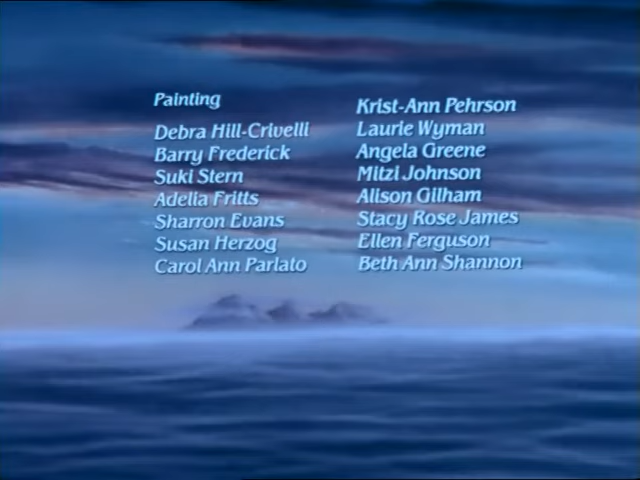 Painting
Debra Hill-Crivelli
Barry Frederick
Suki Stern
Adelia Fritts
Sharron Evans
Susan Herzog
Carol Ann Parlato
Krist-Ann Pehrson
Laurie Wyman
Angela Greene
Mitzi Johnson
Alison Gilham
Stacy Rose James
Ellen Ferguson
Beth Ann Shannon